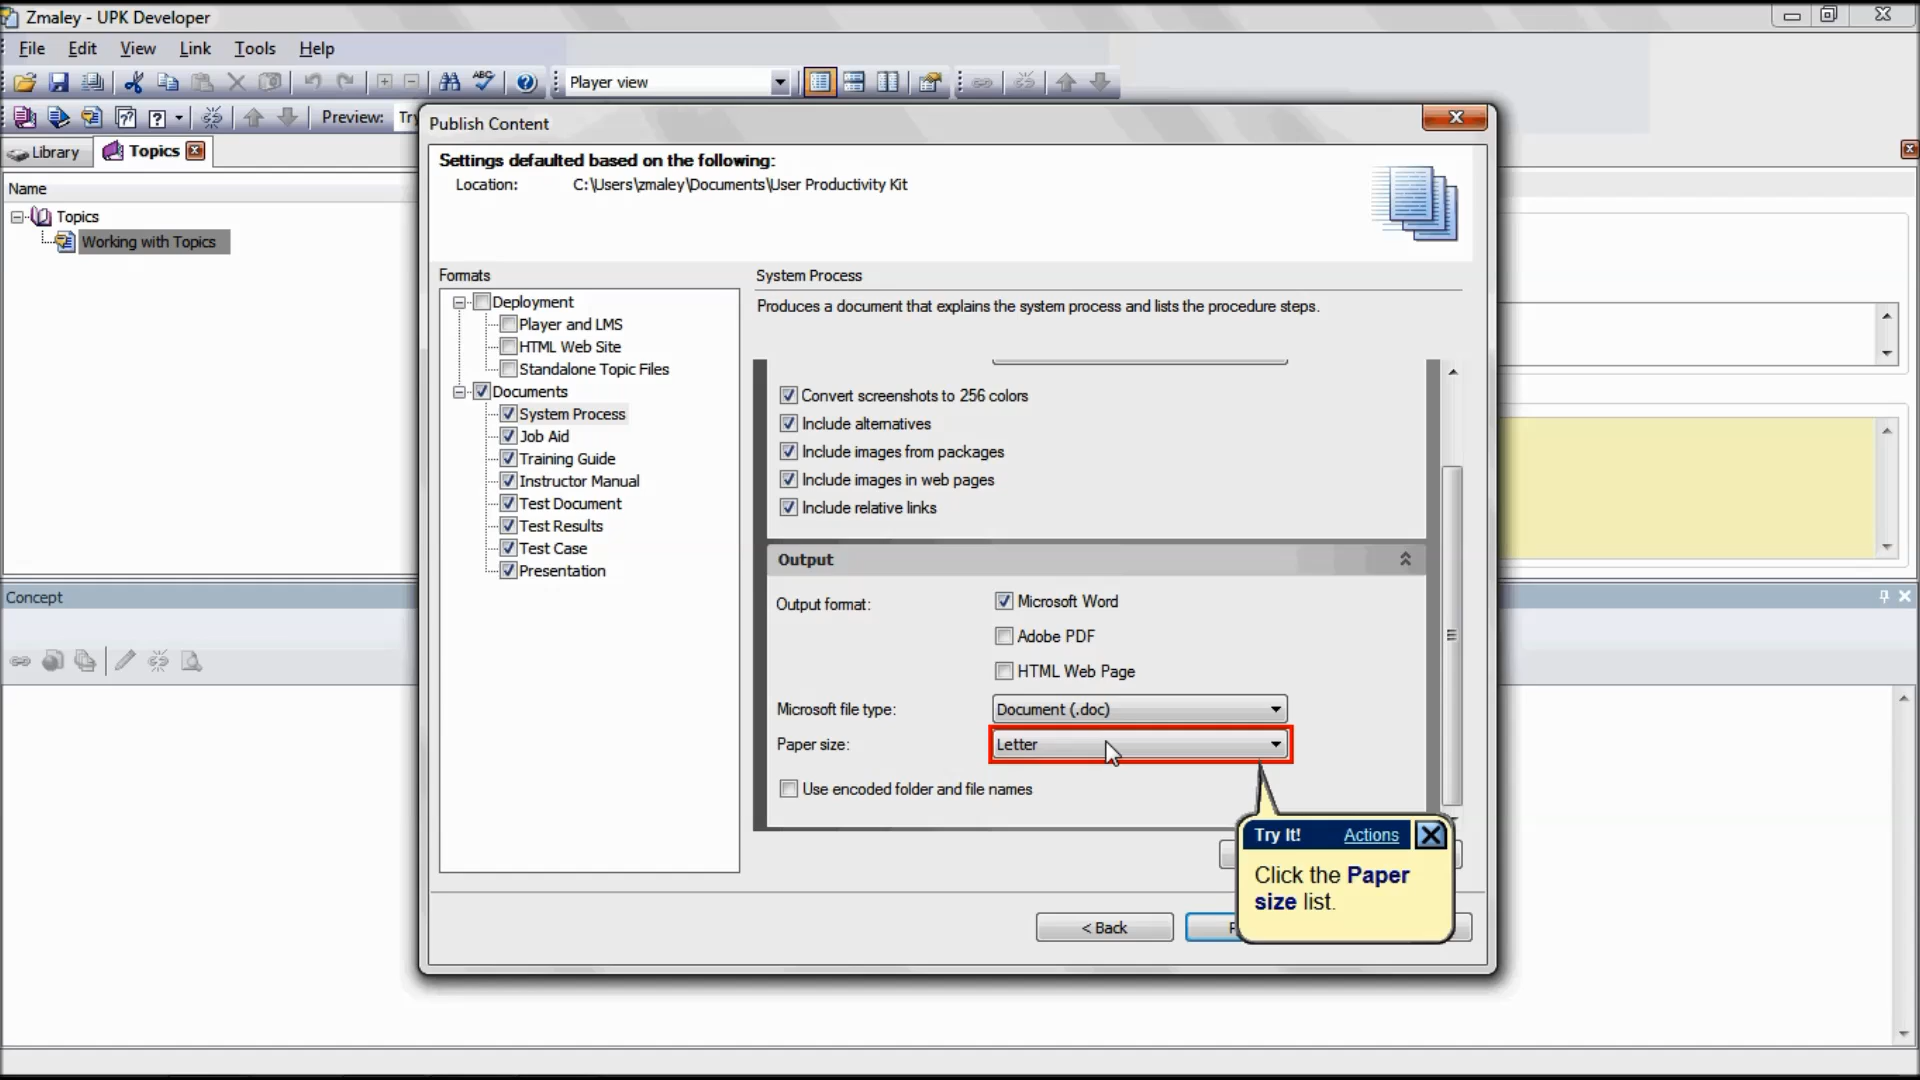 Zmaley - UPK Developer
File Edit View Link Tools Help
Player view
Preview:
Library Topics
Name
Topics
Working with Topics
Concept
Publish Content
Settings defaulted based on the following:
Location: C:\Users\zmaley\Documents\User Productivity Kit
Formats
Deployment
Player and LMS
HTML Web Site
Standalone Topic Files
Documents
System Process
Job Aid
Training Guide
Instructor Manual
Test Document
Test Results
Test Case
Presentation
System Process
Produces a document that explains the system process and lists the procedure steps.
Convert screenshots to 256 colors
Include alternatives
Include images from packages
Include images in web pages
Include relative links
Output
Output format: Microsoft Word
Adobe PDF
HTML Web Page
Microsoft file type: Document (.doc)
Paper size: Letter
Use encoded folder and file names
Try It! Actions
Click the Paper
size list.
< Back